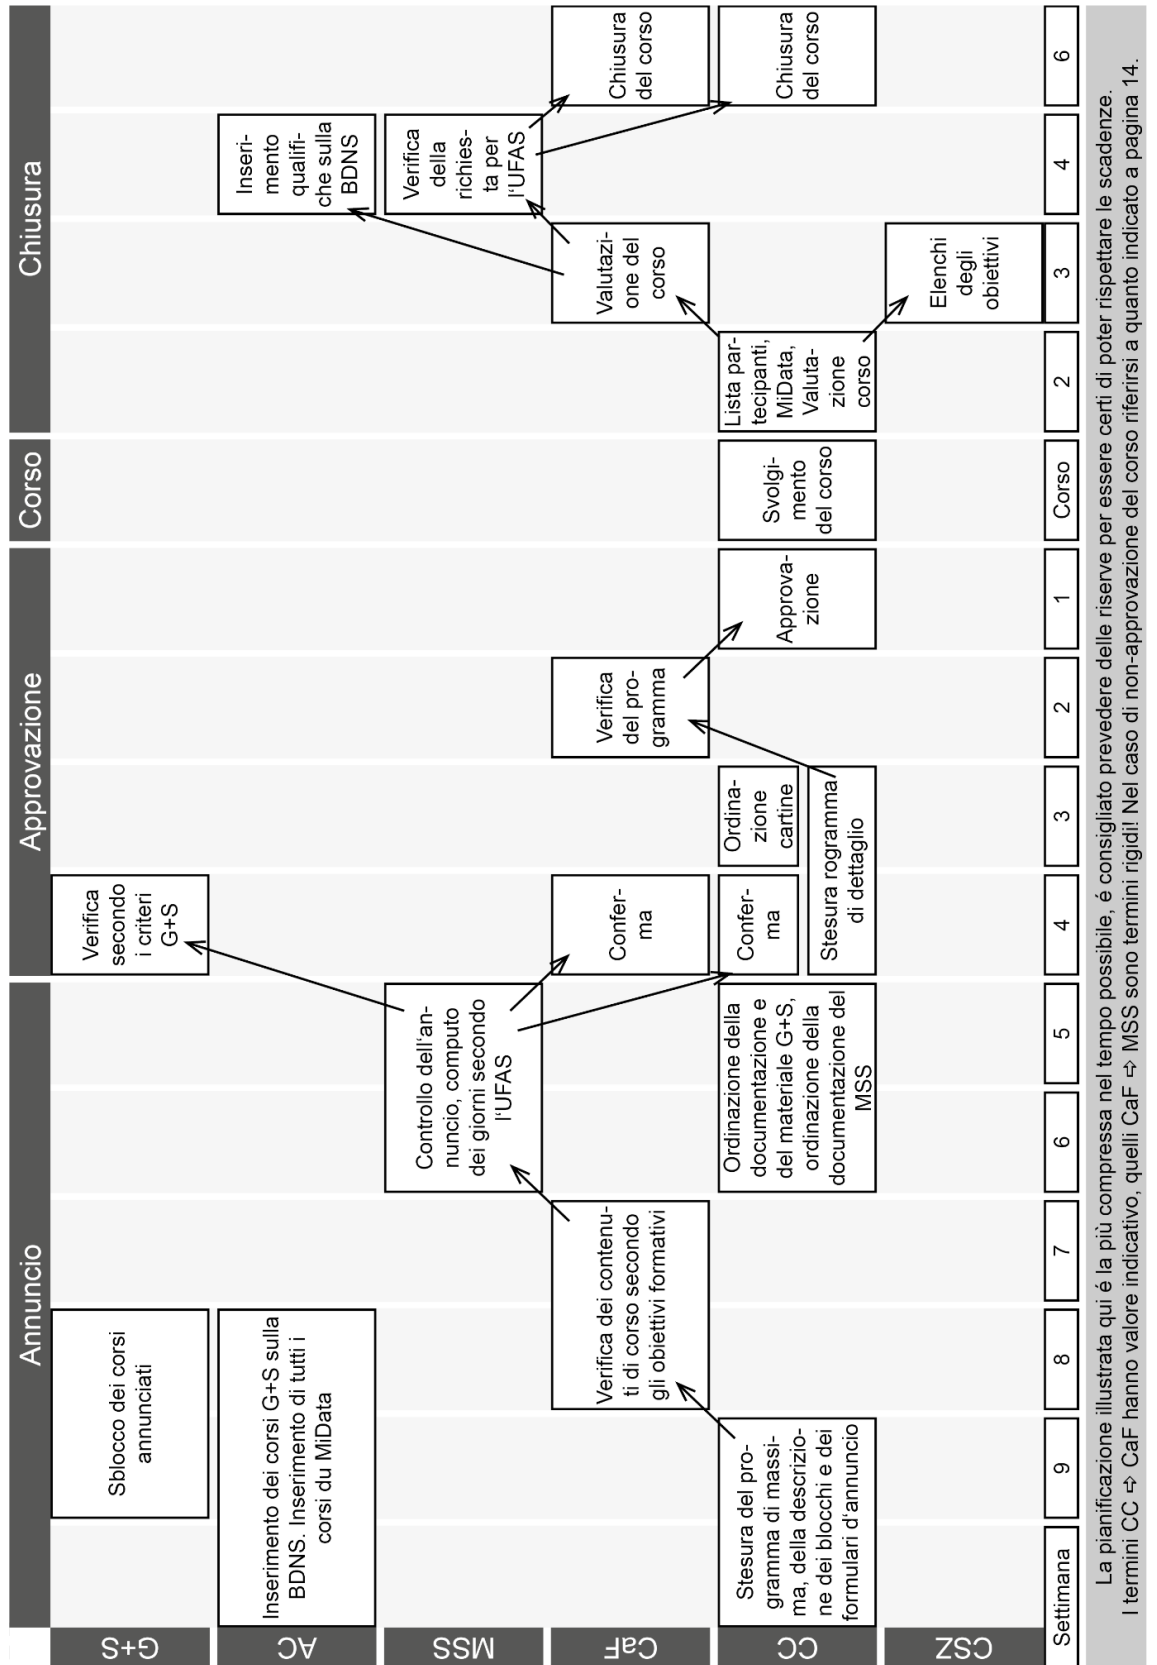 Annuncio
Approvazione
Corso
Chiusura
G+S
Sblocco dei corsi
annunciati
Verifica
secondo
i criteri
G+S
AC
Inserimento dei corsi G+S sulla
BDNS. Inserimento di tutti i
corsi du MiData
Inseri-
mento
qualifi-
che sulla
BDNS
MSS
Controllo dell'an-
nuncio, computo
dei giorni secondo
l'UFAS
Verifica
della
richies-
ta per
l'UFAS
CaF
Verifica dei contenu-
ti di corso secondo
gli obiettivi formativi
Confer-
ma
Verifica
del pro-
gramma
Valutazi-
one del
corso
Chiusura
del corso
CC
Stesura del pro-
gramma di massi-
ma, della descrizio-
ne dei blocchi e dei
formulari d'annuncio
Ordinazione della
documentazione e
del materiale G+S,
ordinazione della
documentazione del
MSS
Confer-
ma
Ordina-
zione
cartine
Stesura rogramma
di dettaglio
Approva-
zione
Svolgi-
mento
del corso
Lista par-
tecipanti,
MiData,
Valuta-
zione
corso
Chiusura
del corso
CSZ
Elenchi
degli
obiettivi
Settimana
9
8
7
6
5
4
3
2
1
Corso
2
3
4
6
La pianificazione illustrata qui é la più compressa nel tempo possibile, é consigliato prevedere delle riserve per essere certi di poter rispettare le scadenze.
I termini CC ➪ CaF hanno valore indicativo, quelli CaF ➪ MSS sono termini rigidi! Nel caso di non-approvazione del corso riferirsi a quanto indicato a pagina 14.